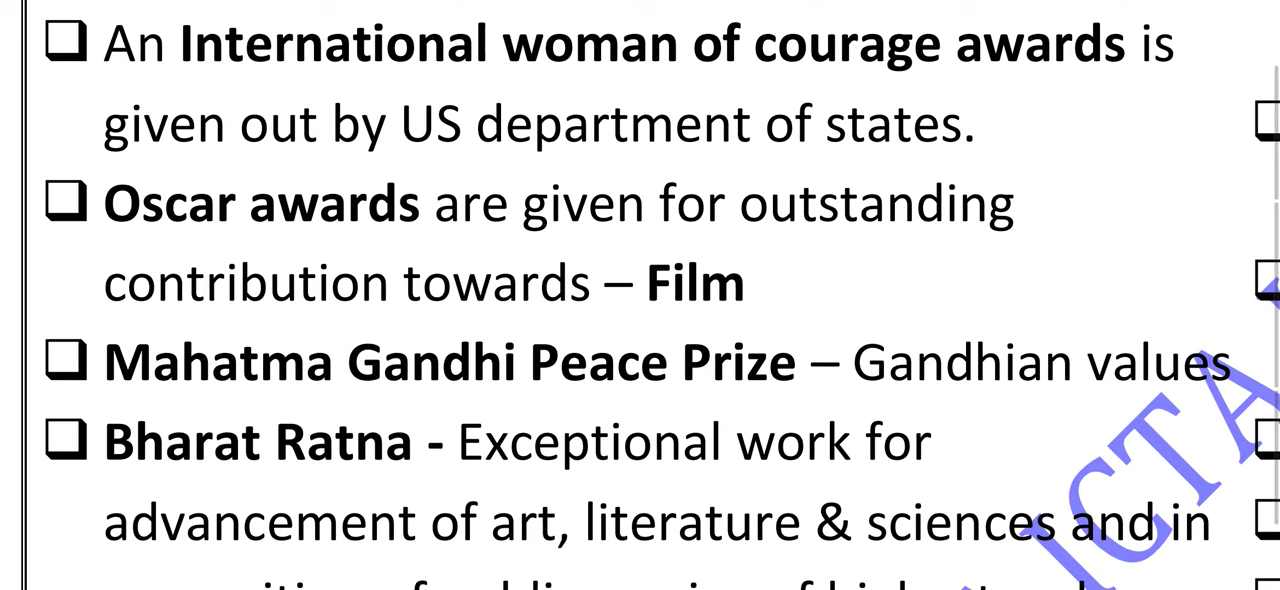 ❑ An International woman of courage awards is
given out by US department of states.
❑ Oscar awards are given for outstanding
contribution towards – Film
❑ Mahatma Gandhi Peace Prize – Gandhian values
❑ Bharat Ratna - Exceptional work for
advancement of art, literature & sciences and in
ICTA